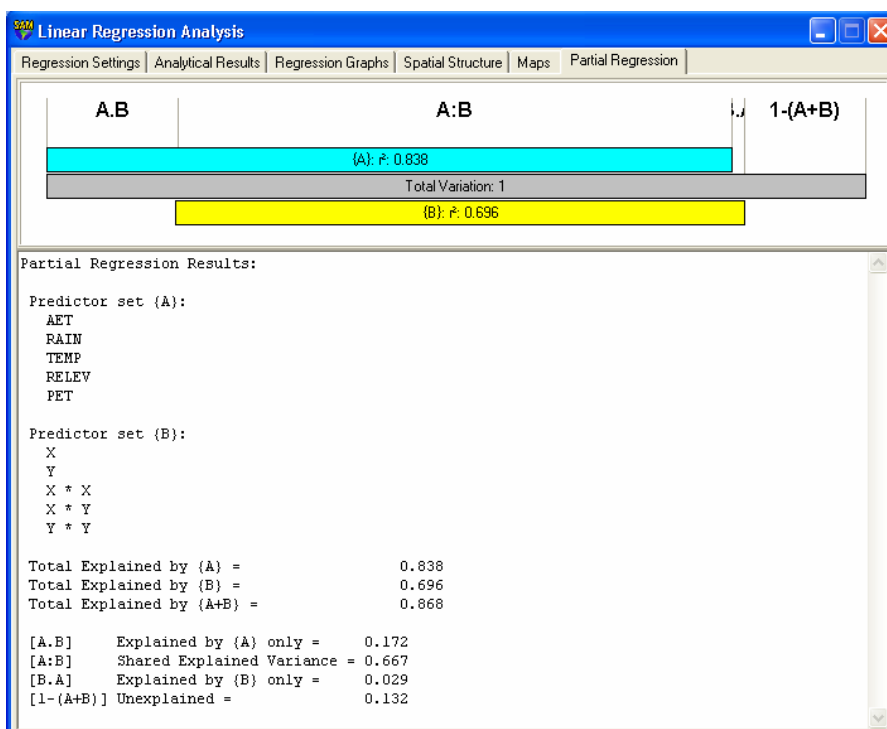 SAM Linear Regression Analysis
Regression Settings Analytical Results Regression Graphs Spatial Structure Maps Partial Regression
A.B A:B 1-(A+B)
{A}: r²: 0.838
Total Variation: 1
{B}: r²: 0.696
Partial Regression Results:
Predictor set {A}:
AET
RAIN
TEMP
RELEV
PET
Predictor set {B}:
X
Y
X * X
X * Y
Y * Y
Total Explained by {A} = 0.838
Total Explained by {B} = 0.696
Total Explained by {A+B} = 0.868
[A.B] Explained by {A} only = 0.172
[A:B] Shared Explained Variance = 0.667
[B.A] Explained by {B} only = 0.029
[1-(A+B)] Unexplained = 0.132